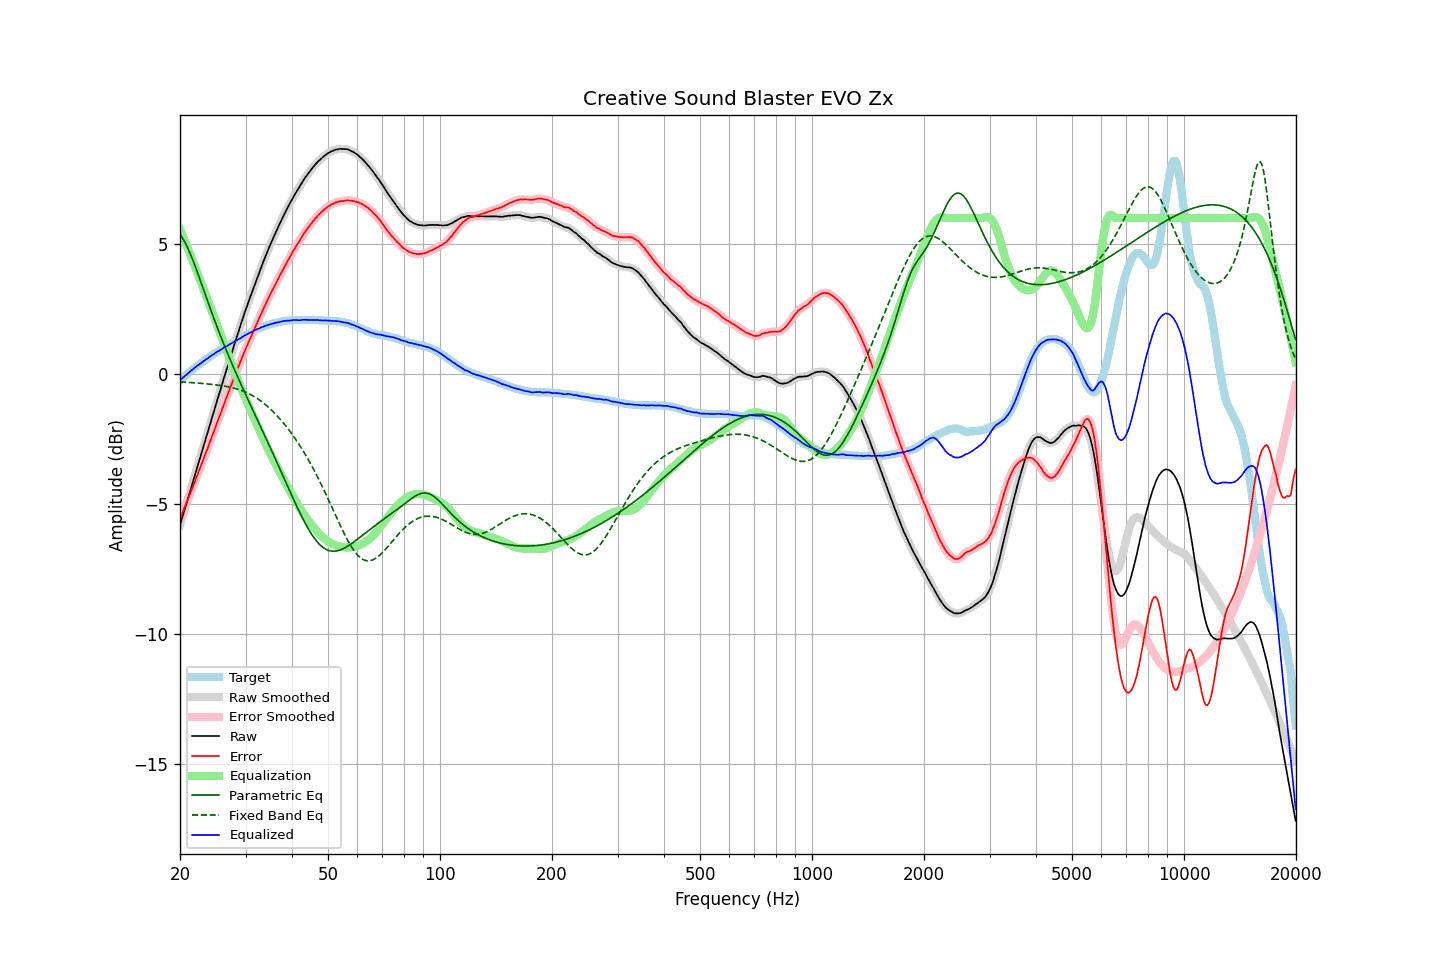 Creative Sound Blaster EVO Zx
Amplitude (dBr)
5
0
−5
−10
−15
Target
Raw Smoothed
Error Smoothed
Raw
Error
Equalization
Parametric Eq
Fixed Band Eq
Equalized
20 50 100 200 500 1000 2000 5000 10000 20000
Frequency (Hz)